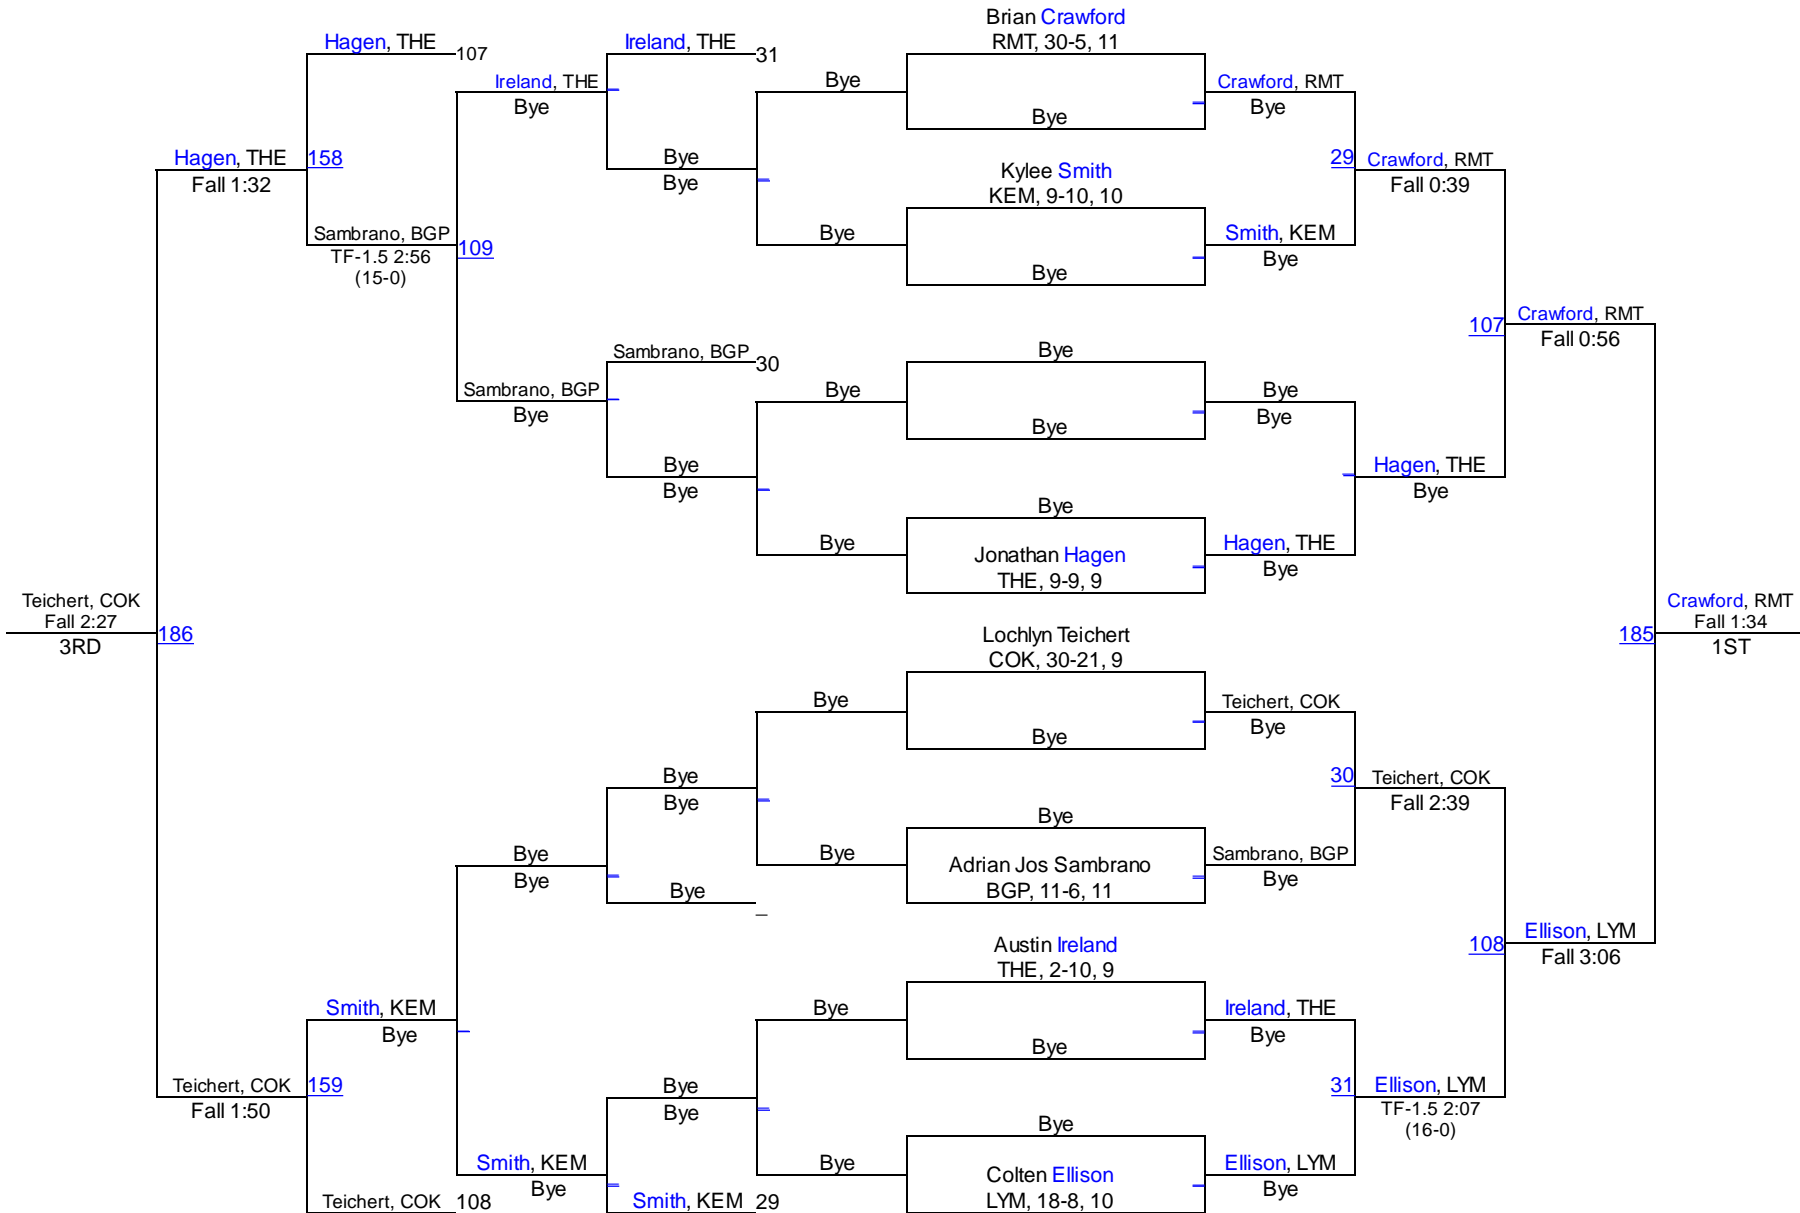 Brian Crawford
RMT, 30-5, 11
Hagen, THE
107
Ireland, THE
31
Ireland, THE
Bye
Bye
Bye
Crawford, RMT
Bye
Hagen, THE
158
Fall 1:32
Bye
Bye
Kylee Smith
KEM, 9-10, 10
29
Crawford, RMT
Fall 0:39
Sambrano, BGP
109
TF-1.5 2:56
(15-0)
Bye
Bye
Smith, KEM
Bye
107
Crawford, RMT
Fall 0:56
Sambrano, BGP
30
Bye
Sambrano, BGP
Bye
Bye
Bye
Bye
Bye
Bye
Bye
Hagen, THE
Bye
Bye
Bye
Jonathan Hagen
THE, 9-9, 9
Hagen, THE
Bye
Teichert, COK
Fall 2:27
186
3RD
Lochlyn Teichert
COK, 30-21, 9
Crawford, RMT
Fall 1:34
185
1ST
Bye
Bye
Teichert, COK
Bye
Bye
Bye
30
Teichert, COK
Fall 2:39
Bye
Bye
Bye
Bye
Bye
Adrian Jos Sambrano
BGP, 11-6, 11
Sambrano, BGP
Bye
Austin Ireland
THE, 2-10, 9
108
Ellison, LYM
Fall 3:06
Smith, KEM
Bye
Bye
Bye
Ireland, THE
Bye
Teichert, COK
159
Fall 1:50
Bye
Bye
31
Ellison, LYM
TF-1.5 2:07
(16-0)
Bye
Smith, KEM
Bye
Bye
Colten Ellison
LYM, 18-8, 10
Ellison, LYM
Bye
Teichert, COK
108
Smith, KEM
29